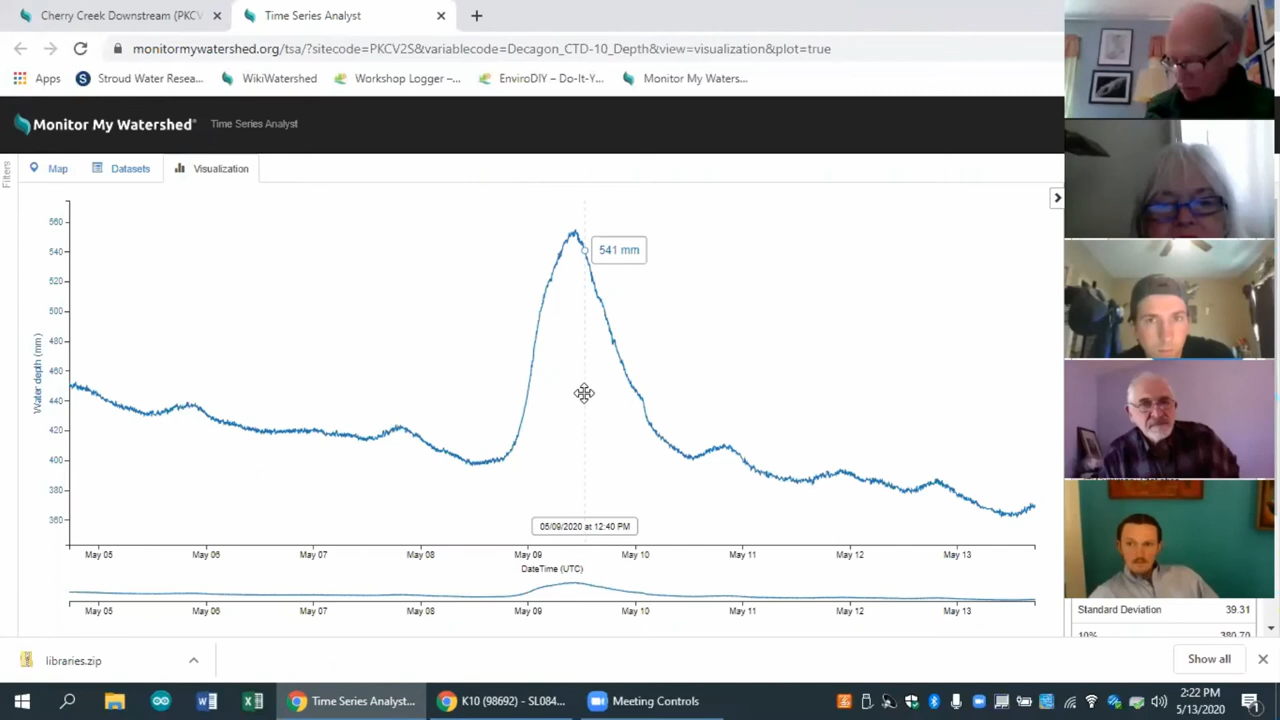 Cherry Creek Downstream (PKCV
Time Series Analyst
monitormywatershed.org/tsa/?sitecode=PKCV2S&variablecode=Decagon_CTD-10_Depth&view=visualization&plot=true
Apps
Stroud Water Resea...
WikiWatershed
Workshop Logger –...
EnviroDIY – Do-It-Y...
Monitor My Waters...
Monitor My Watershed
Time Series Analyst
Filters
Map
Datasets
Visualization
Water depth (mm)
560
540
520
500
480
460
440
420
400
380
360
541 mm
05/09/2020 at 12:40 PM
May 05
May 06
May 07
May 08
May 09
May 10
May 11
May 12
May 13
DateTime (UTC)
May 05
May 06
May 07
May 08
May 09
May 10
May 11
May 12
May 13
Standard Deviation 39.31
10% 380.70
libraries.zip
Show all
Time Series Analyst...
K10 (98692) - SL084...
Meeting Controls
2:22 PM
5/13/2020